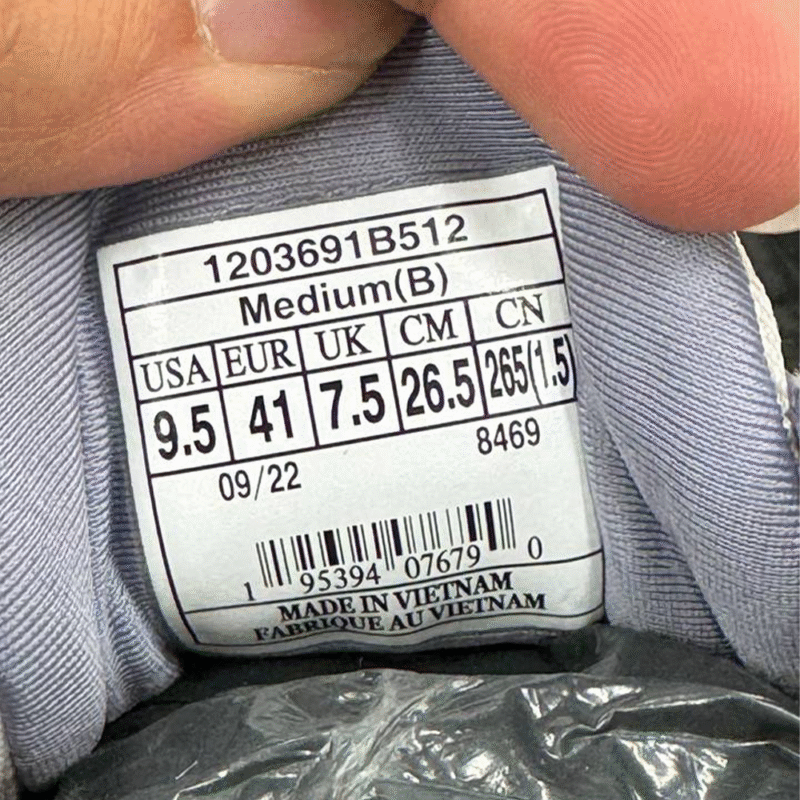 1203691B512
Medium(B)
USA EUR UK CM CN
9.5 41 7.5 26.5 265(1.5)
8469
09/22
1 95394 07679 0
MADE IN VIETNAM
FABRIQUE AU VIETNAM